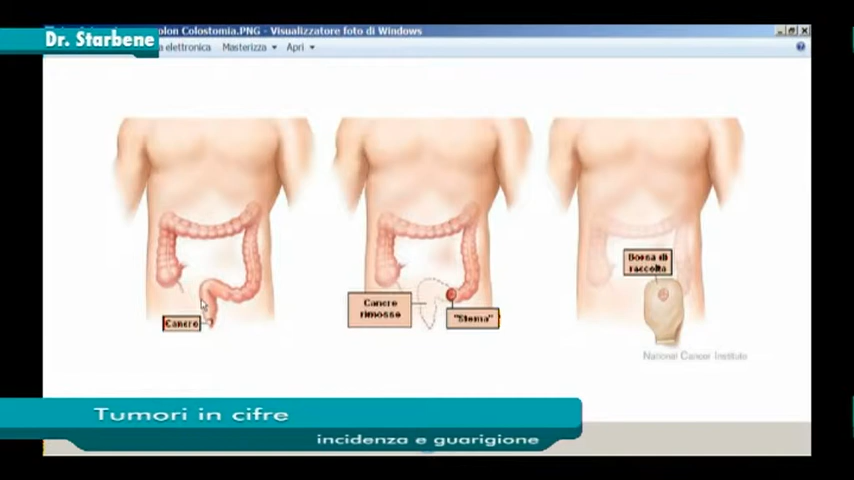 Dr. Starbene
olon Colostomia.PNG - Visualizzatore foto di Windows
a elettronica Masterizza Apri
Cancro
Cancro
rimosso
"Stoma"
Borsa di
raccolta
National Cancer Institute
Tumori in cifre
incidenza e guarigione